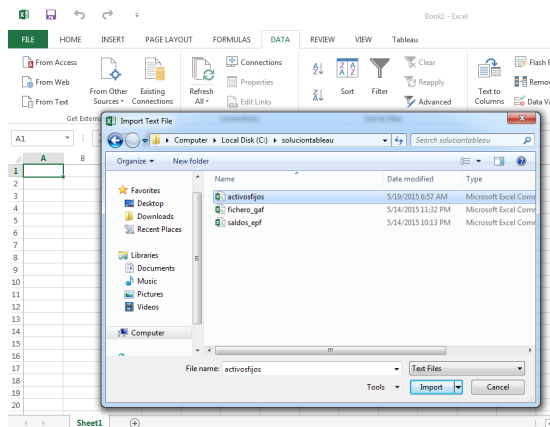 Book1 - Excel
FILE HOME INSERT PAGE LAYOUT FORMULAS DATA REVIEW VIEW Tableau
From Access
From Web
From Text
From Other Sources
Existing Connections
Refresh All
Connections
Properties
Edit Links
Sort
Filter
Clear
Reapply
Advanced
Text to Columns
Flash F
Remov
Data Va
Get Extern
A1
A B
Import Text File
Computer Local Disk (C:) soluciontableau
Search soluciontableau
Organize New folder
Name Date modified Type
Favorites
Desktop
Downloads
Recent Places
Libraries
Documents
Music
Pictures
Videos
Computer
activosfijos 5/19/2015 6:57 AM Microsoft Excel Comm
fichero_gaf 5/14/2015 11:32 PM Microsoft Excel Comm
saldos_epf 5/14/2015 10:13 PM Microsoft Excel Comm
File name: activosfijos
Text Files
Tools Import Cancel
1
2
3
4
5
6
7
8
9
10
11
12
13
14
15
16
17
18
19
20
Sheet1